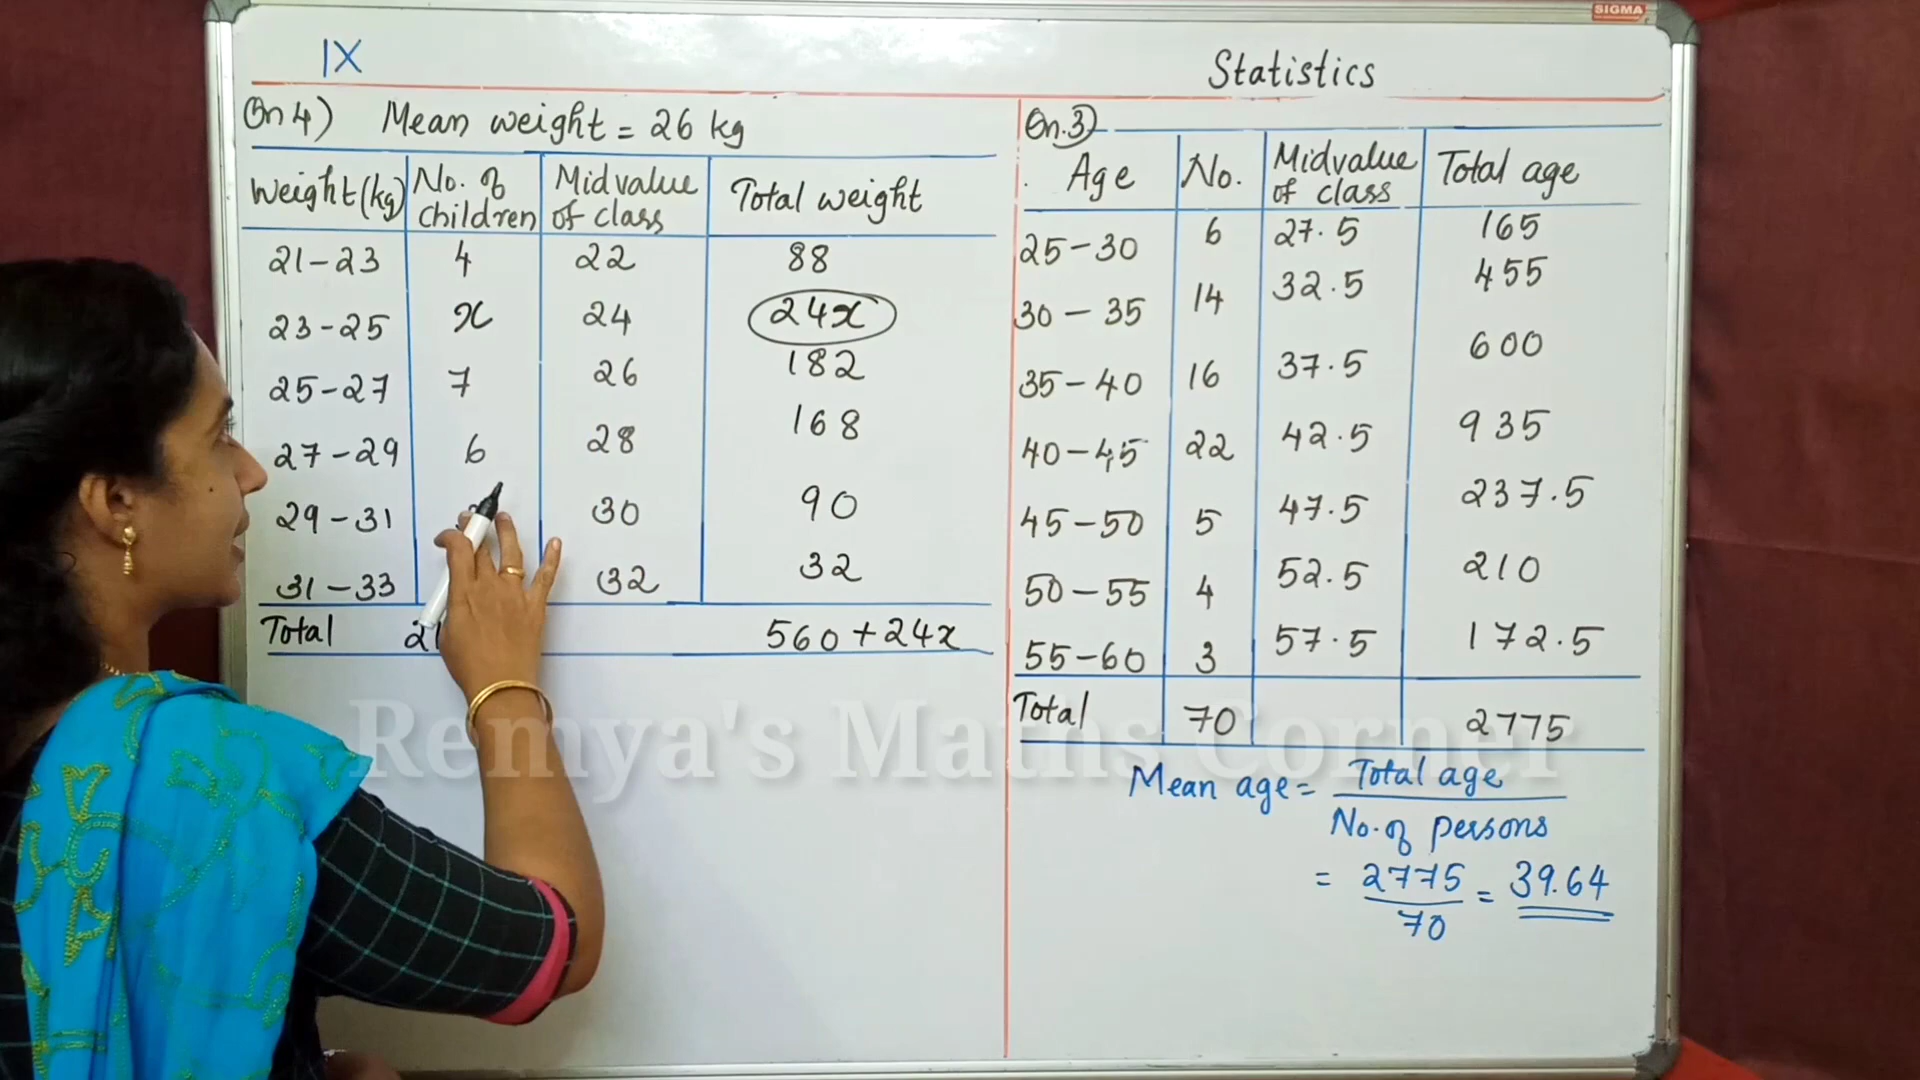 SIGMA
IX
Statistics
Qn 4) Mean weight = 26 kg
Weight (kg) No. of children Midvalue of class Total weight
21-23 4 22 88
23-25 x 24 24x
25-27 7 26 182
27-29 6 28 168
29-31 30 90
31-33 32 32
Total 560+24x
Qn.3)
Age No. Midvalue of class Total age
25-30 6 27.5 165
30-35 14 32.5 455
35-40 16 37.5 600
40-45 22 42.5 935
45-50 5 47.5 237.5
50-55 4 52.5 210
55-60 3 57.5 172.5
Total 70 2775
Mean age = Total age
No. of persons
= 2775 = 39.64
70
Remya's Maths Corner